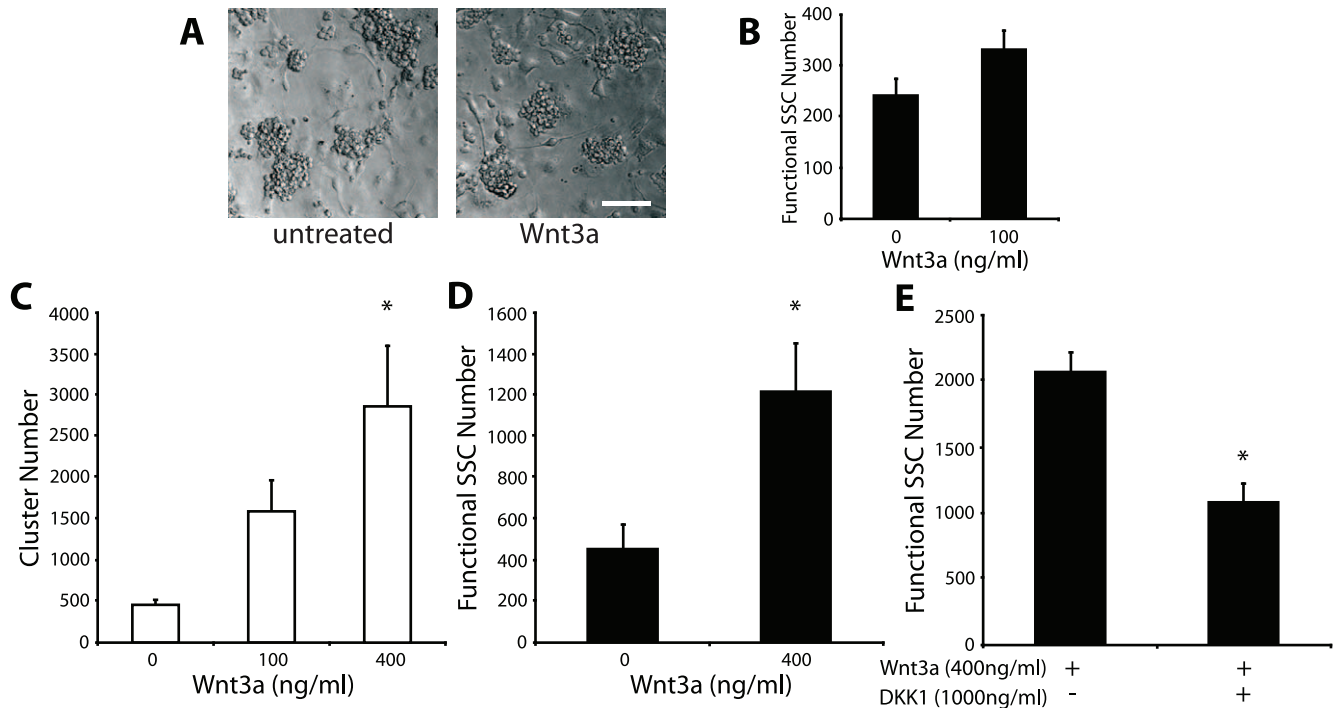 A
untreated
Wnt3a
B
Functional SSC Number
400
300
200
100
0
0
100
Wnt3a (ng/ml)
C
Cluster Number
4000
3500
3000
2500
2000
1500
1000
500
0
*
0
100
400
Wnt3a (ng/ml)
D
Functional SSC Number
1600
1400
1200
1000
800
600
400
200
0
*
0
400
Wnt3a (ng/ml)
E
Functional SSC Number
2500
2000
1500
1000
500
0
*
Wnt3a (400ng/ml) + +
DKK1 (1000ng/ml) - +